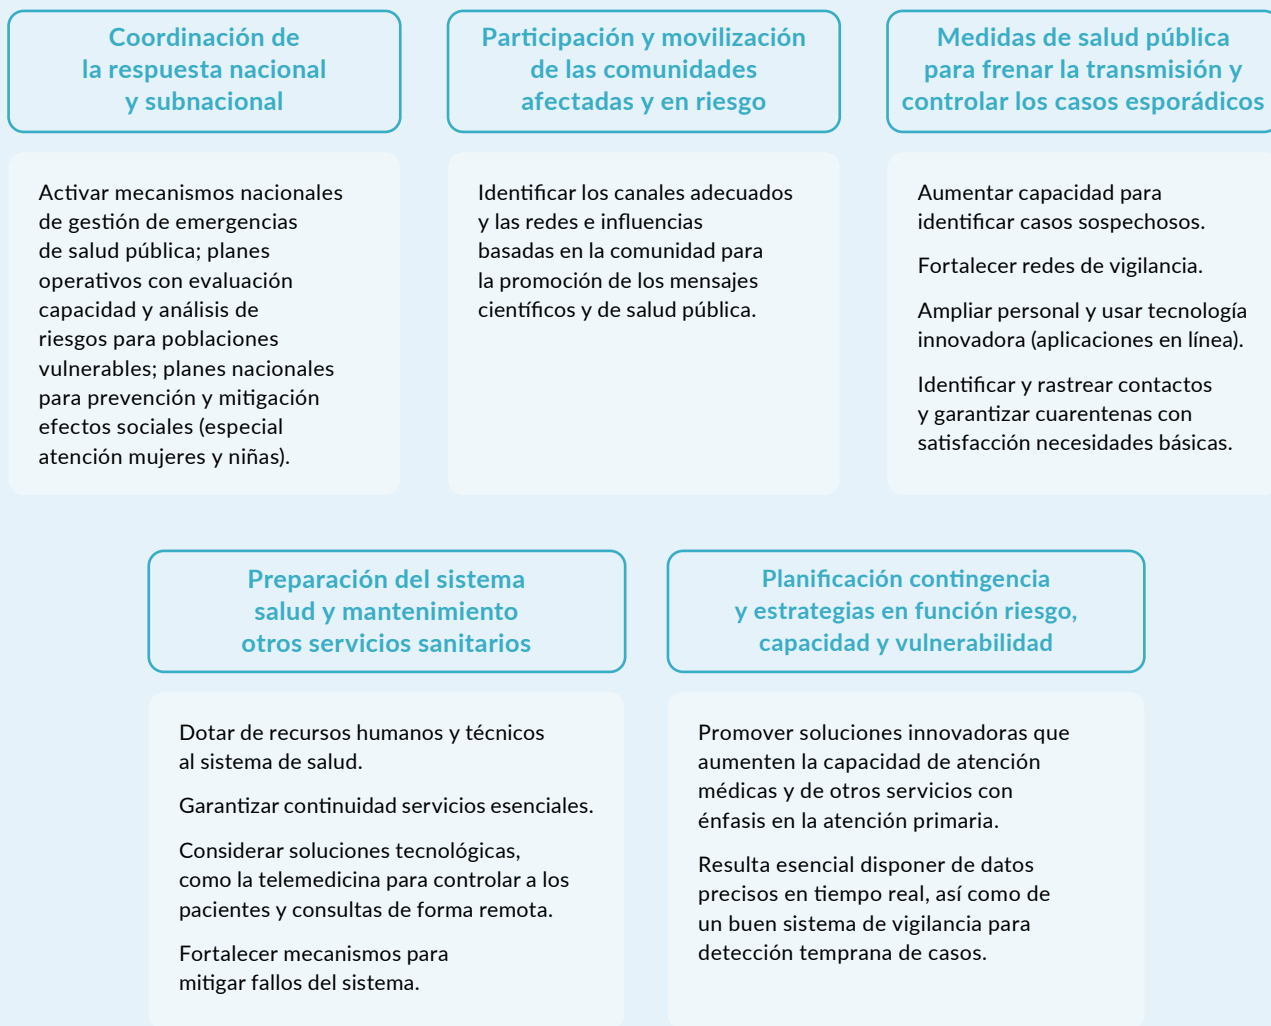 Coordinación de
la respuesta nacional
y subnacional
Activar mecanismos nacionales
de gestión de emergencias
de salud pública; planes
operativos con evaluación
capacidad y análisis de
riesgos para poblaciones
vulnerables; planes nacionales
para prevención y mitigación
efectos sociales (especial
atención mujeres y niñas).
Participación y movilización
de las comunidades
afectadas y en riesgo
Identificar los canales adecuados
y las redes e influencias
basadas en la comunidad para
la promoción de los mensajes
científicos y de salud pública.
Medidas de salud pública
para frenar la transmisión y
controlar los casos esporádicos
Aumentar capacidad para
identificar casos sospechosos.
Fortalecer redes de vigilancia.
Ampliar personal y usar tecnología
innovadora (aplicaciones en línea).
Identificar y rastrear contactos
y garantizar cuarentenas con
satisfacción necesidades básicas.
Preparación del sistema
salud y mantenimiento
otros servicios sanitarios
Dotar de recursos humanos y técnicos
al sistema de salud.
Garantizar continuidad servicios esenciales.
Considerar soluciones tecnológicas,
como la telemedicina para controlar a los
pacientes y consultas de forma remota.
Fortalecer mecanismos para
mitigar fallos del sistema.
Planificación contingencia
y estrategias en función riesgo,
capacidad y vulnerabilidad
Promover soluciones innovadoras que
aumenten la capacidad de atención
médicas y de otros servicios con
énfasis en la atención primaria.
Resulta esencial disponer de datos
precisos en tiempo real, así como de
un buen sistema de vigilancia para
detección temprana de casos.